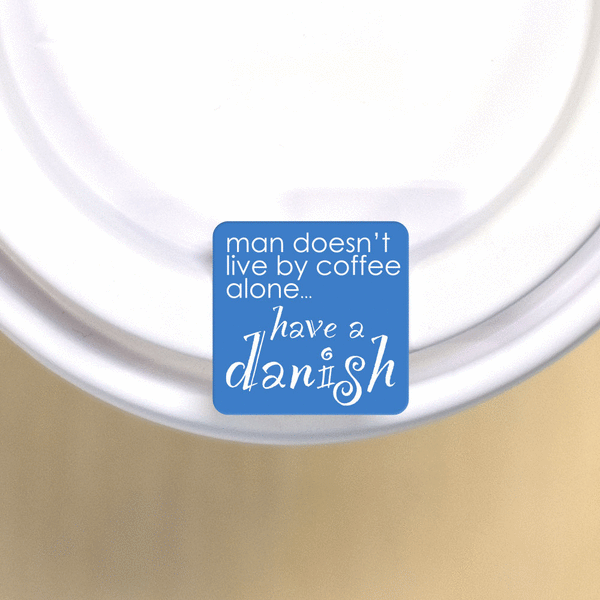 man doesn't
live by coffee
alone...
have a
danish